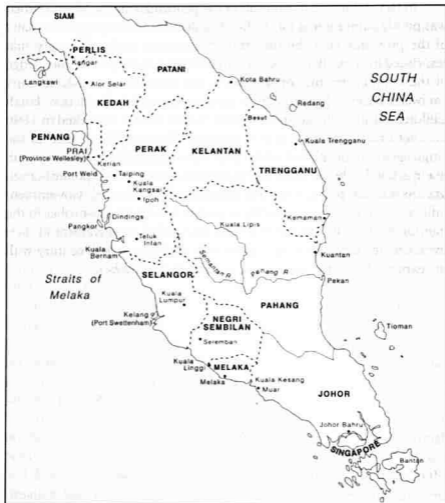 SIAM
PERLIS
Kangar
Langkawi
Alor Setar
PATANI
Kota Bahru
SOUTH
CHINA
SEA
KEDAH
Redang
Besut
PENANG
PRAI
(Province Wellesley)
PERAK
KELANTAN
Kuala Trengganu
TRENGGANU
Kerian
Port Weld
Taiping
Kuala
Kangsar
Ipoh
Dindings
Pangkor
Kuala Lipis
Kemaman
Teluk
Intan
Kuala
Bernam
Kuantan
Semantan R
Pahang R
Pekan
SELANGOR
Straits of
Melaka
Kuala
Lumpur
PAHANG
Kelang
(Port Swettenham)
NEGRI
SEMBILAN
Tioman
Seremban
Kuala
Linggi
MELAKA
Melaka
Kuala Kesang
Muar
JOHOR
Johor Bahru
SINGAPORE
Bantan